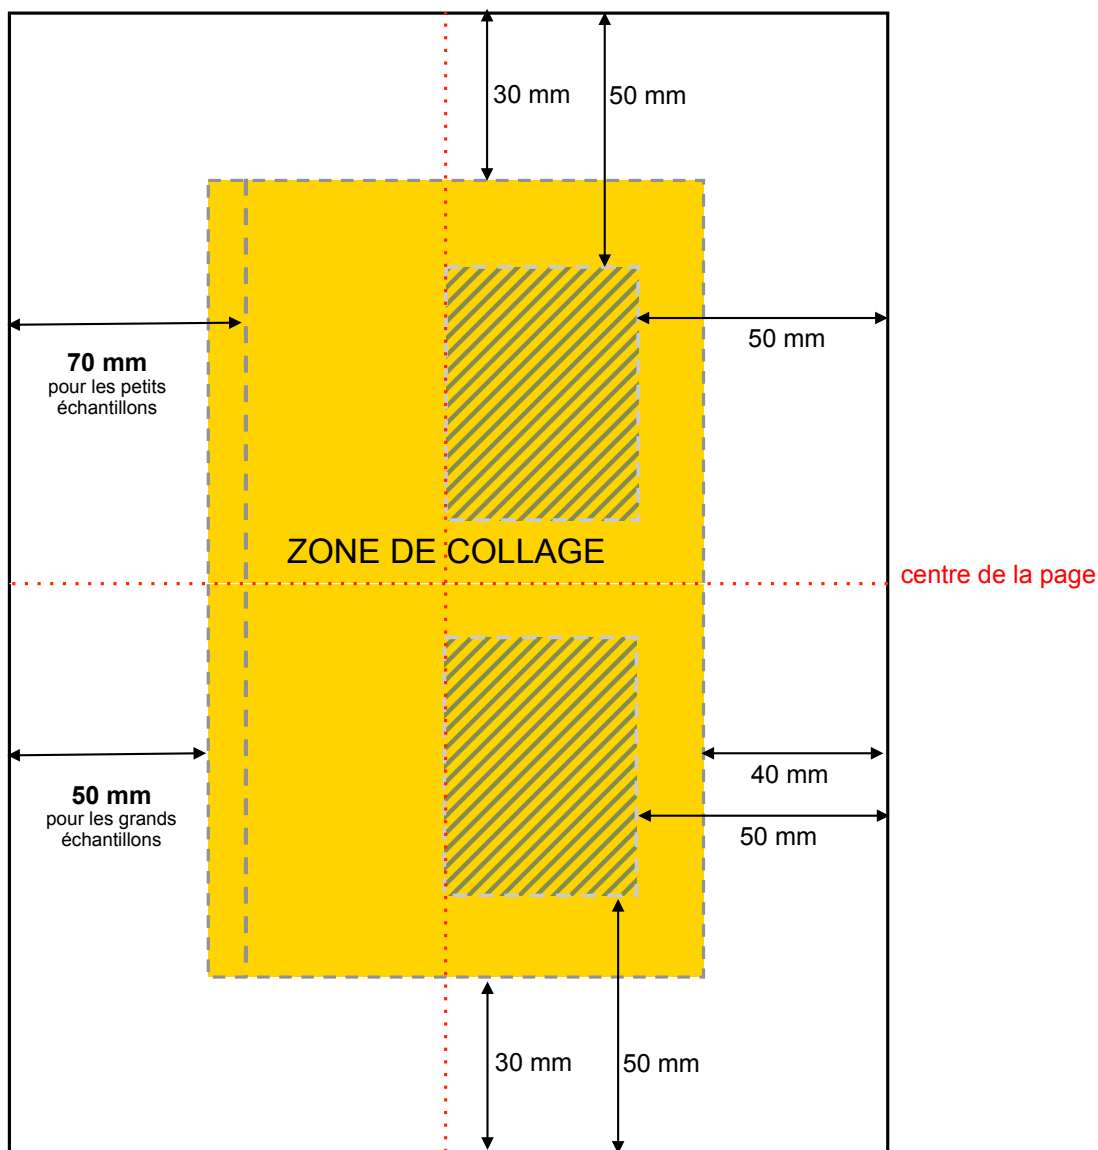 30 mm
50 mm
50 mm
70 mm
pour les petits
échantillons
ZONE DE COLLAGE
centre de la page
50 mm
pour les grands
échantillons
40 mm
50 mm
30 mm
50 mm